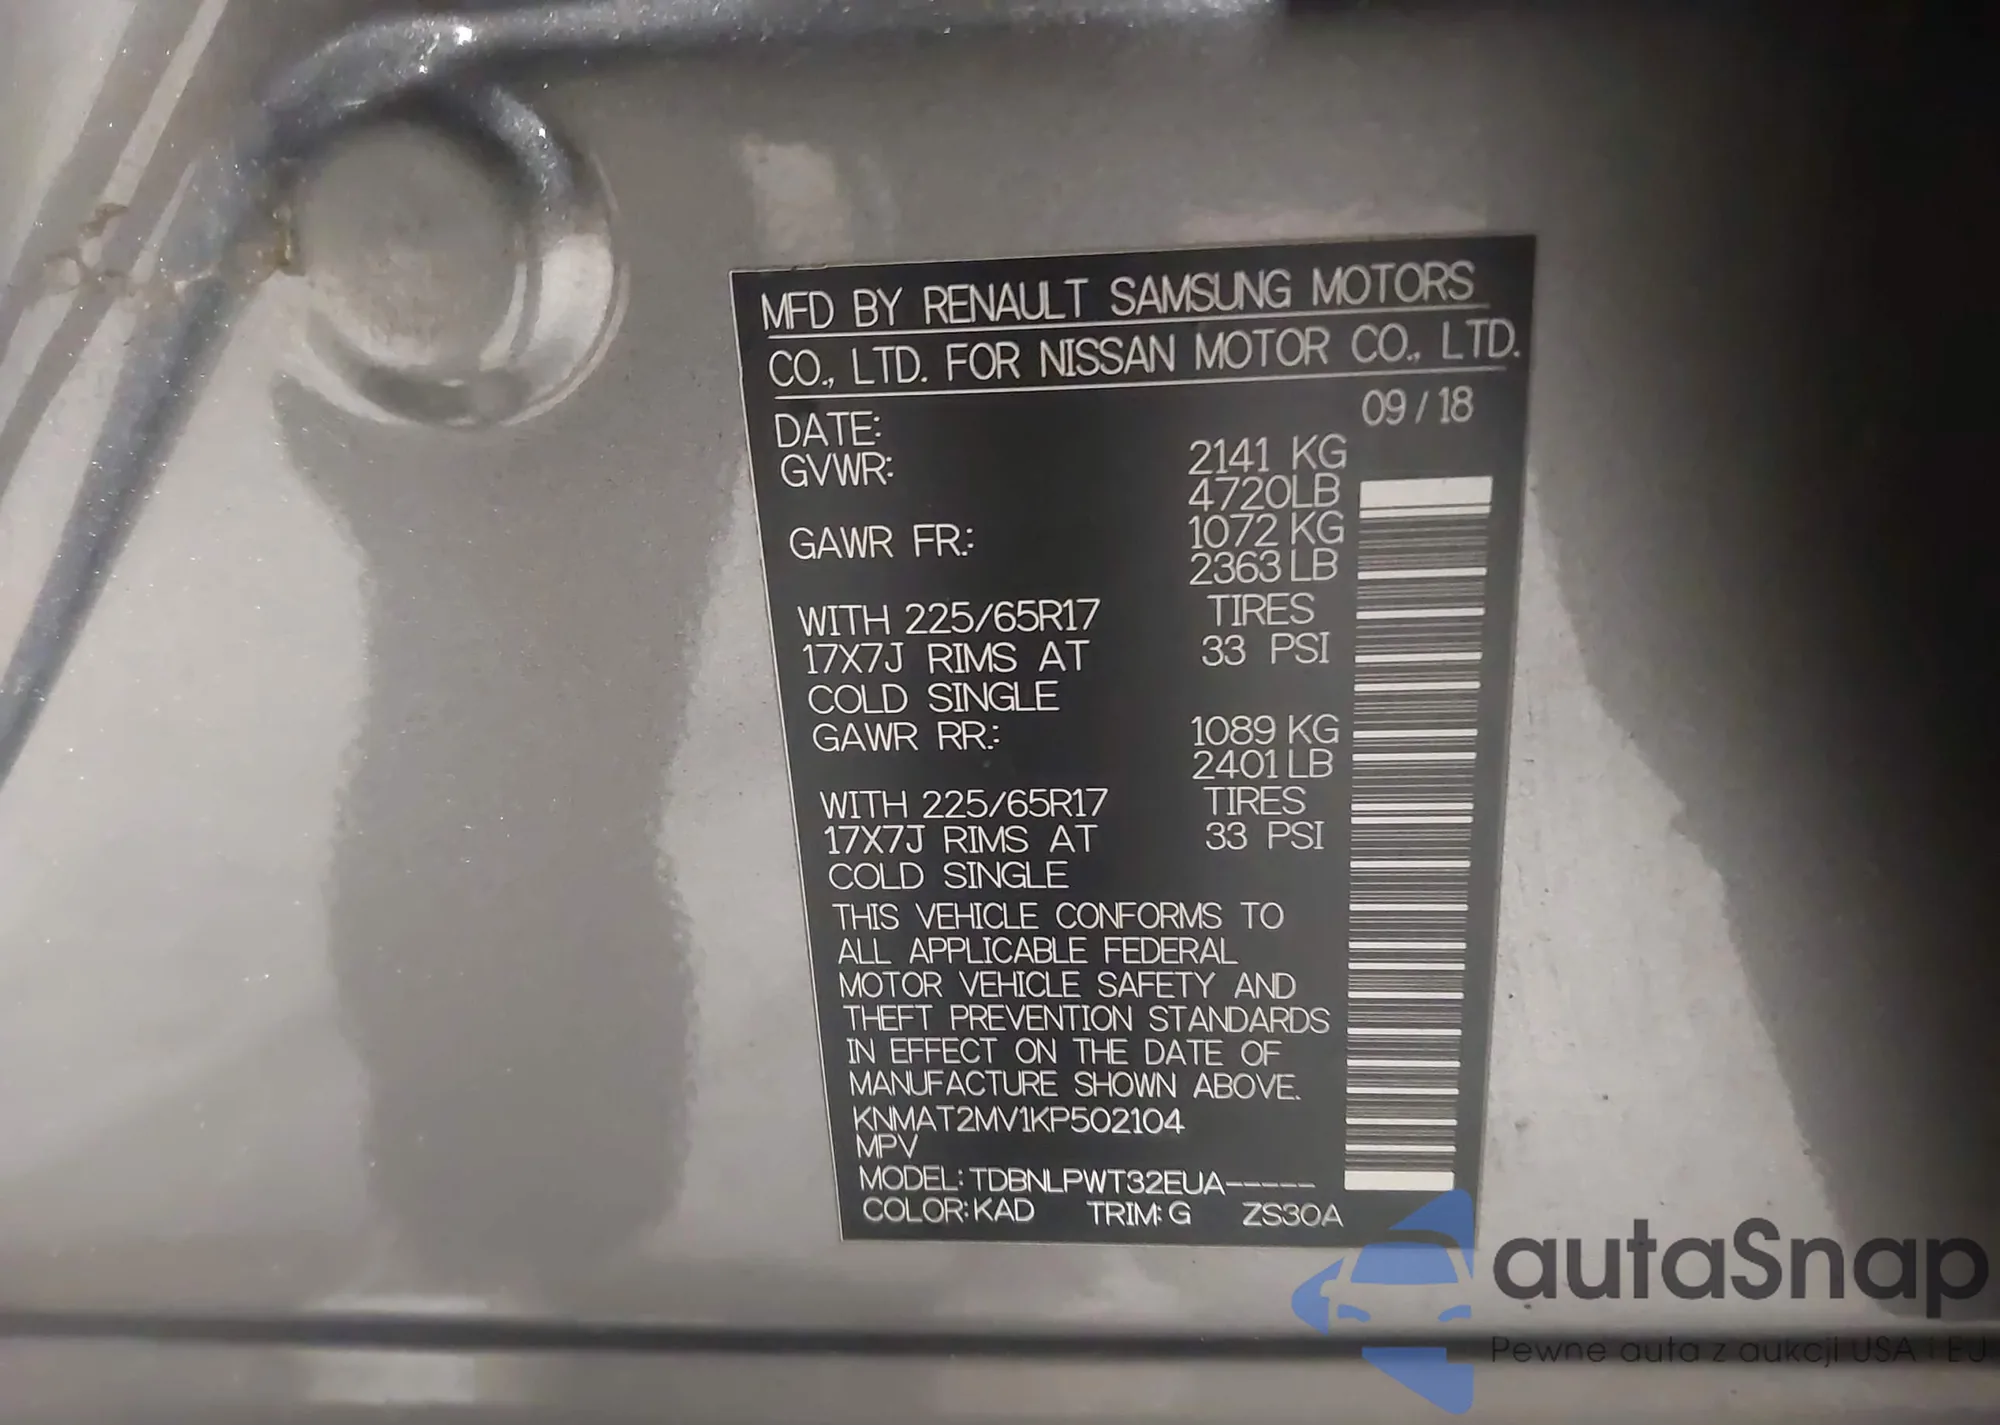 MFD BY RENAULT SAMSUNG MOTORS
CO., LTD. FOR NISSAN MOTOR CO., LTD.
DATE: 09 / 18
GVWR: 2141 KG
4720LB
GAWR FR.: 1072 KG
2363 LB
WITH 225/65R17 TIRES
17X7J RIMS AT 33 PSI
COLD SINGLE
GAWR RR.: 1089 KG
2401 LB
WITH 225/65R17 TIRES
17X7J RIMS AT 33 PSI
COLD SINGLE
THIS VEHICLE CONFORMS TO
ALL APPLICABLE FEDERAL
MOTOR VEHICLE SAFETY AND
THEFT PREVENTION STANDARDS
IN EFFECT ON THE DATE OF
MANUFACTURE SHOWN ABOVE.
KNMAT2MV1KP502104
MPV
MODEL: TDBNLPWT32EUA-----
COLOR: KAD TRIM: G ZS30A
autaSnap
Pewne auta z aukcji USA i EU